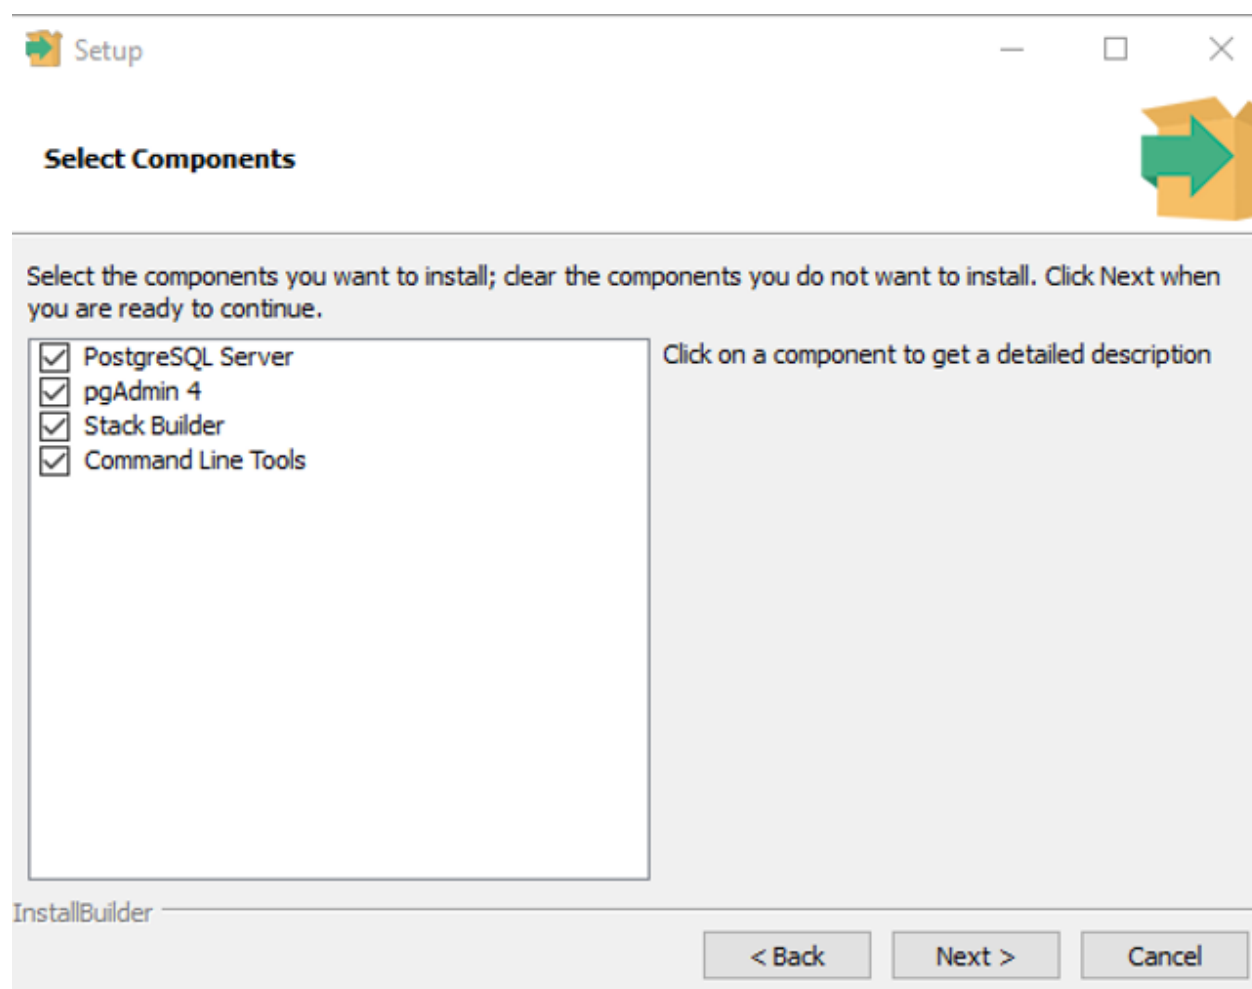 Setup
Select Components
Select the components you want to install; clear the components you do not want to install. Click Next when
you are ready to continue.
PostgreSQL Server
pgAdmin 4
Stack Builder
Command Line Tools
Click on a component to get a detailed description
InstallBuilder
< Back
Next >
Cancel